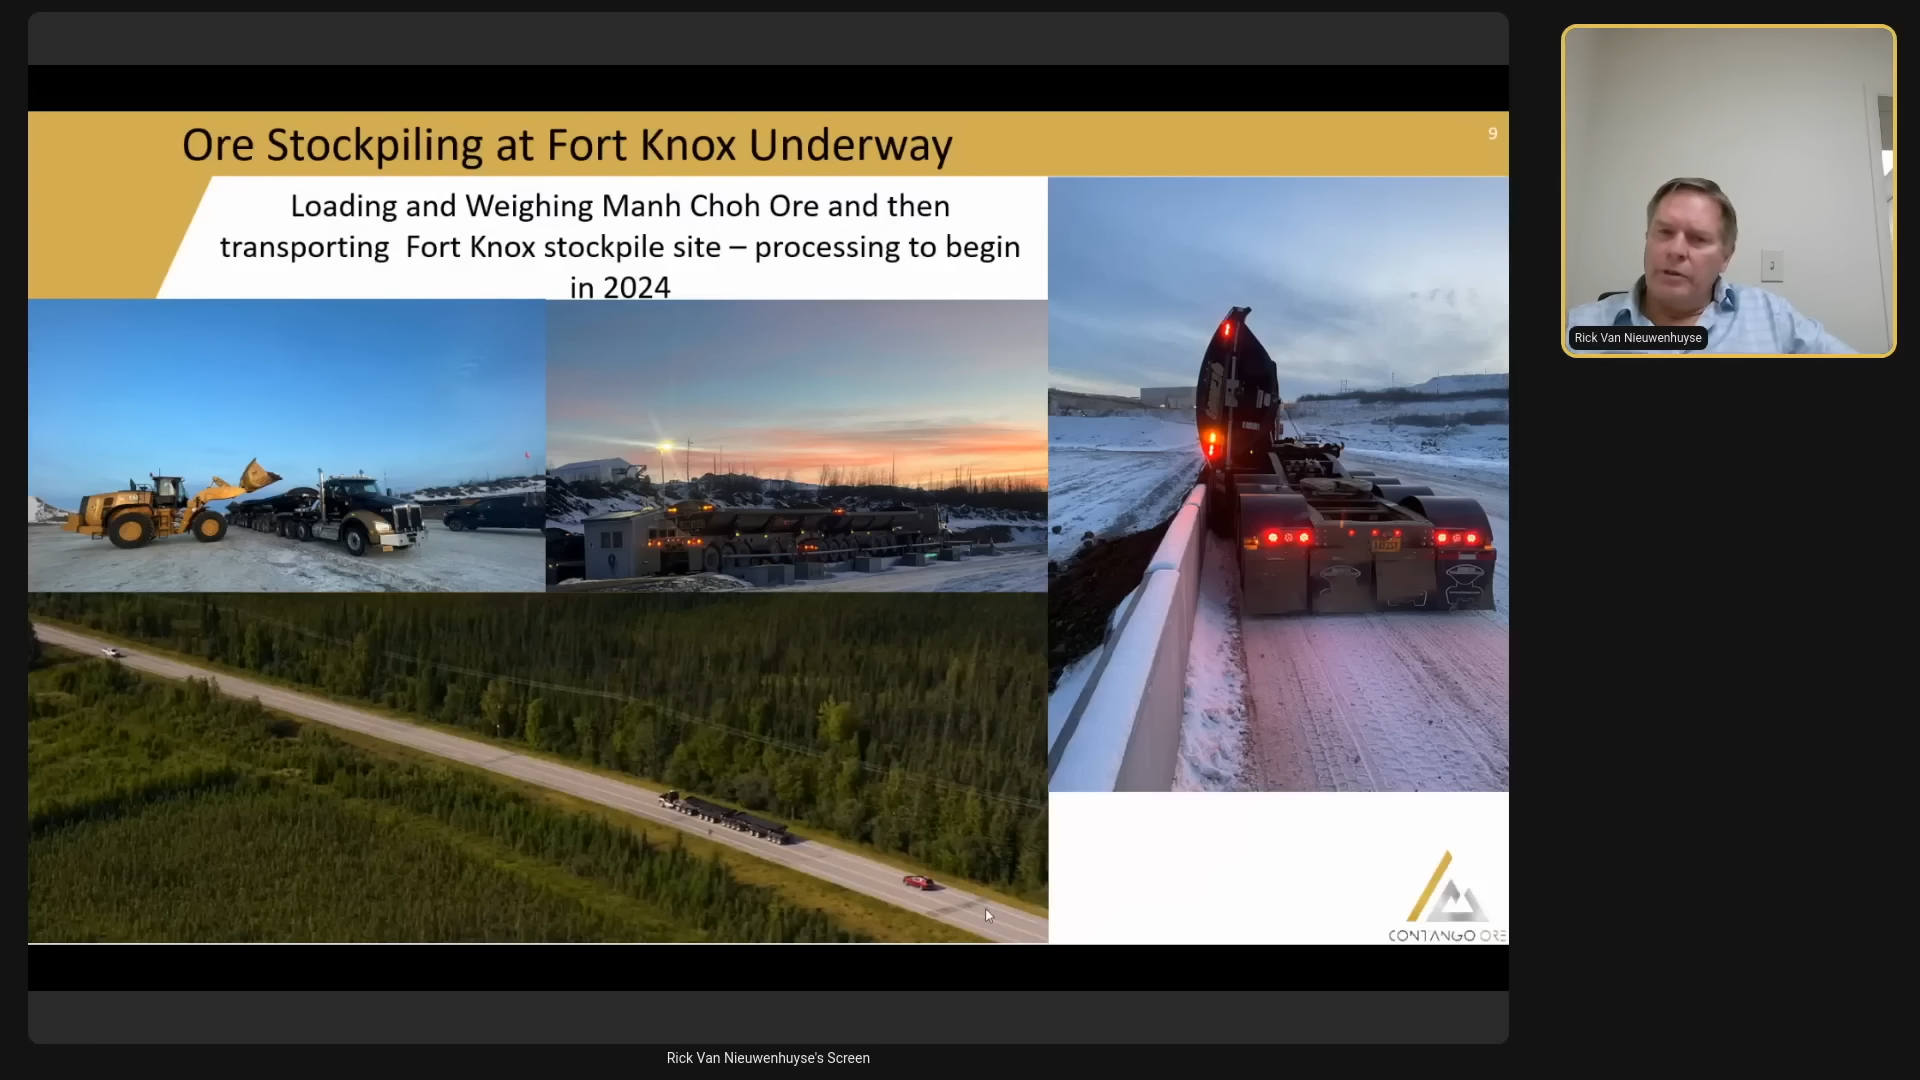 Ore Stockpiling at Fort Knox Underway
9
Loading and Weighing Manh Choh Ore and then
transporting  Fort Knox stockpile site – processing to begin
in 2024
CONTANGO ORE
Rick Van Nieuwenhuyse
Rick Van Nieuwenhuyse's Screen